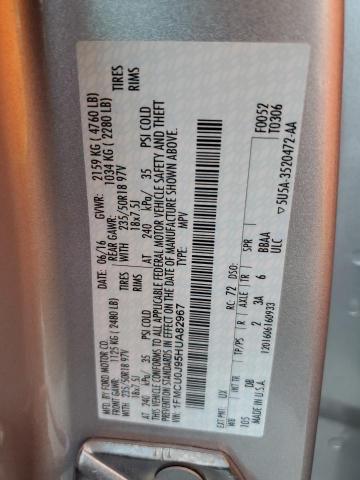 MFD. BY FORD MOTOR CO.
DATE: 06/16 GVWR: 2159 KG ( 4760 LB)
FRONT GAWR: 1125 KG ( 2480 LB) REAR GAWR: 1034 KG ( 2280 LB)
WITH 235/50R18 97V TIRES WITH 235/50R18 97V TIRES
18x7.5J RIMS 18x7.5J RIMS
AT 240 kPa/ 35 PSI COLD AT 240 kPa/ 35 PSI COLD
THIS VEHICLE CONFORMS TO ALL APPLICABLE FEDERAL MOTOR VEHICLE SAFETY AND THEFT PREVENTION STANDARDS IN EFFECT ON THE DATE OF MANUFACTURE SHOWN ABOVE.
VIN: 1FMCU0J95HUA82967 TYPE: MPV
F0052
T0306
EXT PNT: UX RC: 72 DSO:
WB INT TR TP/PS R AXLE TR SPR
105 DB 2 3A 6 BBAA ULC
1201606160933
MADE IN U.S.A. ▽5U5A-3520472-AA